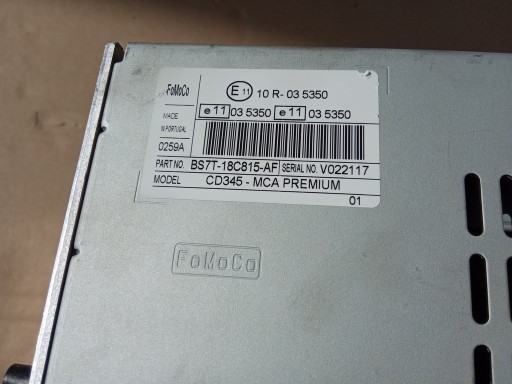 FoMoCo
E 11 10 R- 03 5350
MADE
IN PORTUGAL
e 11 03 5350 e 11 03 5350
0259A
PART NO. BS7T-18C815-AF SERIAL NO. V022117
MODEL CD345 - MCA PREMIUM
01
FoMoCo